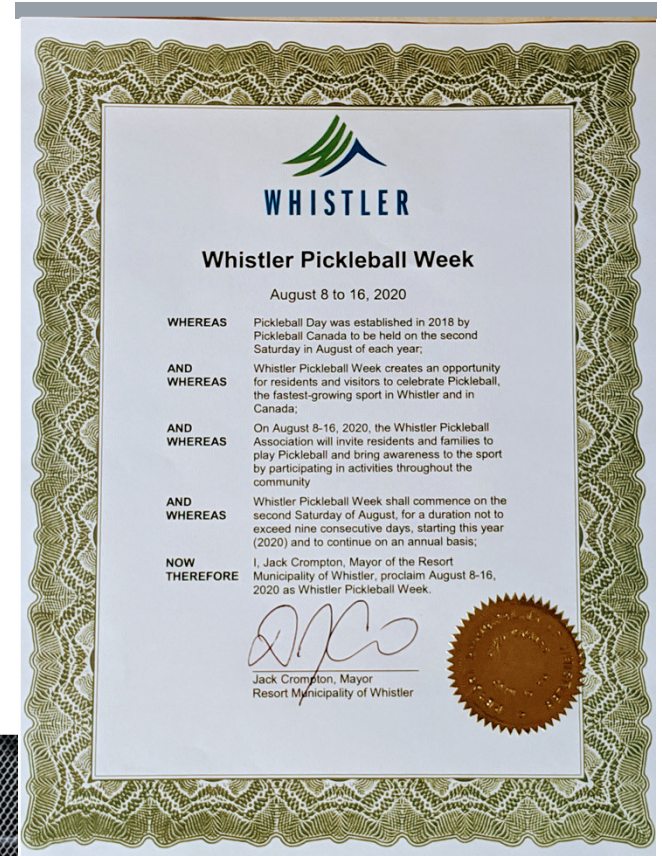 WHISTLER
Whistler Pickleball Week
August 8 to 16, 2020
WHEREAS Pickleball Day was established in 2018 by
Pickleball Canada to be held on the second
Saturday in August of each year;
AND Whistler Pickleball Week creates an opportunity
WHEREAS for residents and visitors to celebrate Pickleball,
the fastest-growing sport in Whistler and in
Canada;
AND On August 8-16, 2020, the Whistler Pickleball
WHEREAS Association will invite residents and families to
play Pickleball and bring awareness to the sport
by participating in activities throughout the
community
AND Whistler Pickleball Week shall commence on the
WHEREAS second Saturday of August, for a duration not to
exceed nine consecutive days, starting this year
(2020) and to continue on an annual basis;
NOW I, Jack Crompton, Mayor of the Resort
THEREFORE Municipality of Whistler, proclaim August 8-16,
2020 as Whistler Pickleball Week.
Jack Crompton, Mayor
Resort Municipality of Whistler